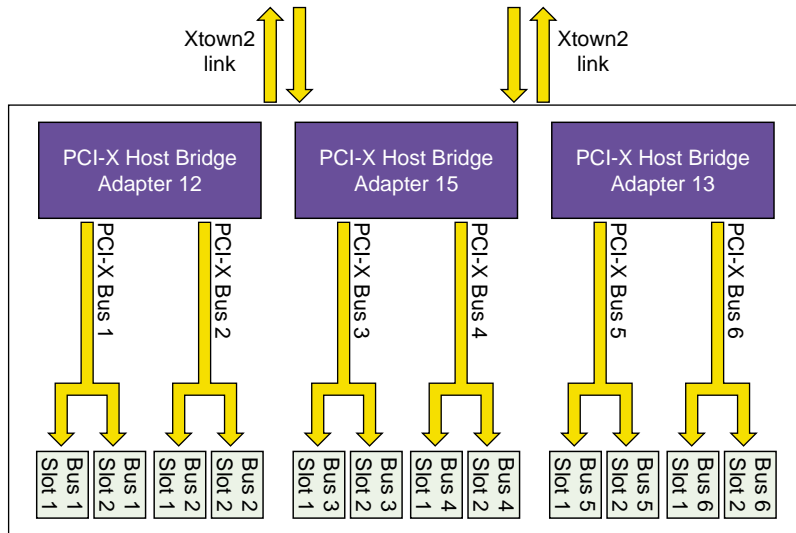 Xtown2
link
Xtown2
link
PCI-X Host Bridge
Adapter 12
PCI-X Host Bridge
Adapter 15
PCI-X Host Bridge
Adapter 13
PCI-X Bus 1
PCI-X Bus 2
PCI-X Bus 3
PCI-X Bus 4
PCI-X Bus 5
PCI-X Bus 6
Bus 1
Slot 1
Bus 1
Slot 2
Bus 2
Slot 1
Bus 2
Slot 2
Bus 3
Slot 1
Bus 3
Slot 2
Bus 4
Slot 1
Bus 4
Slot 2
Bus 5
Slot 1
Bus 5
Slot 2
Bus 6
Slot 1
Bus 6
Slot 2